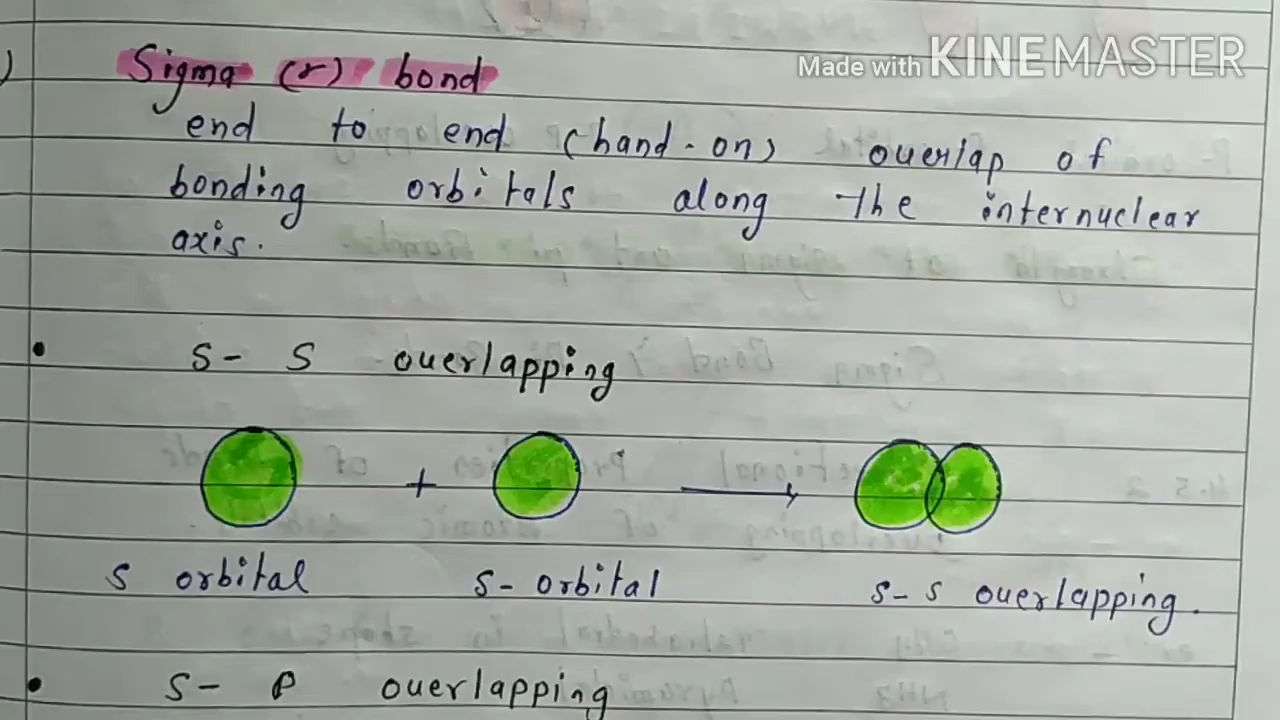 Made with KINEMASTER
Sigma (r) bond
end to end (hand-on) overlap of
bonding orbitals along the internuclear
axis.
• S- S overlapping
+
S orbital S- orbital S-S overlapping.
• S- P overlapping